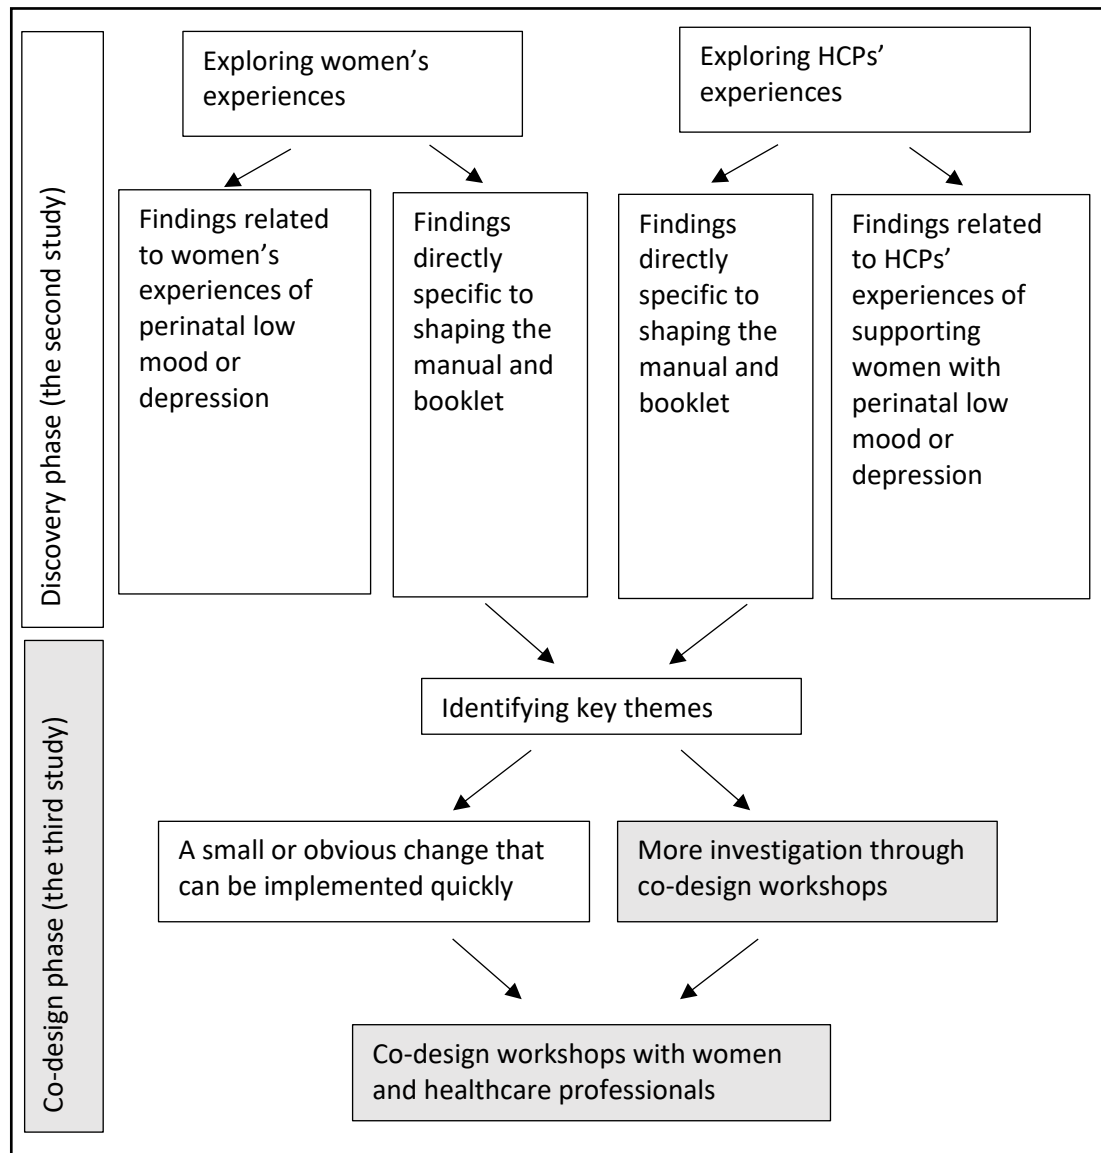 Discovery phase (the second study)
Exploring women’s
experiences
Exploring HCPs’
experiences
Findings related
to women’s
experiences of
perinatal low
mood or
depression
Findings
directly
specific to
shaping the
manual and
booklet
Findings
directly
specific to
shaping the
manual and
booklet
Findings related
to HCPs’
experiences of
supporting
women with
perinatal low
mood or
depression
Co-design phase (the third study)
Identifying key themes
A small or obvious change that
can be implemented quickly
More investigation through
co-design workshops
Co-design workshops with women
and healthcare professionals